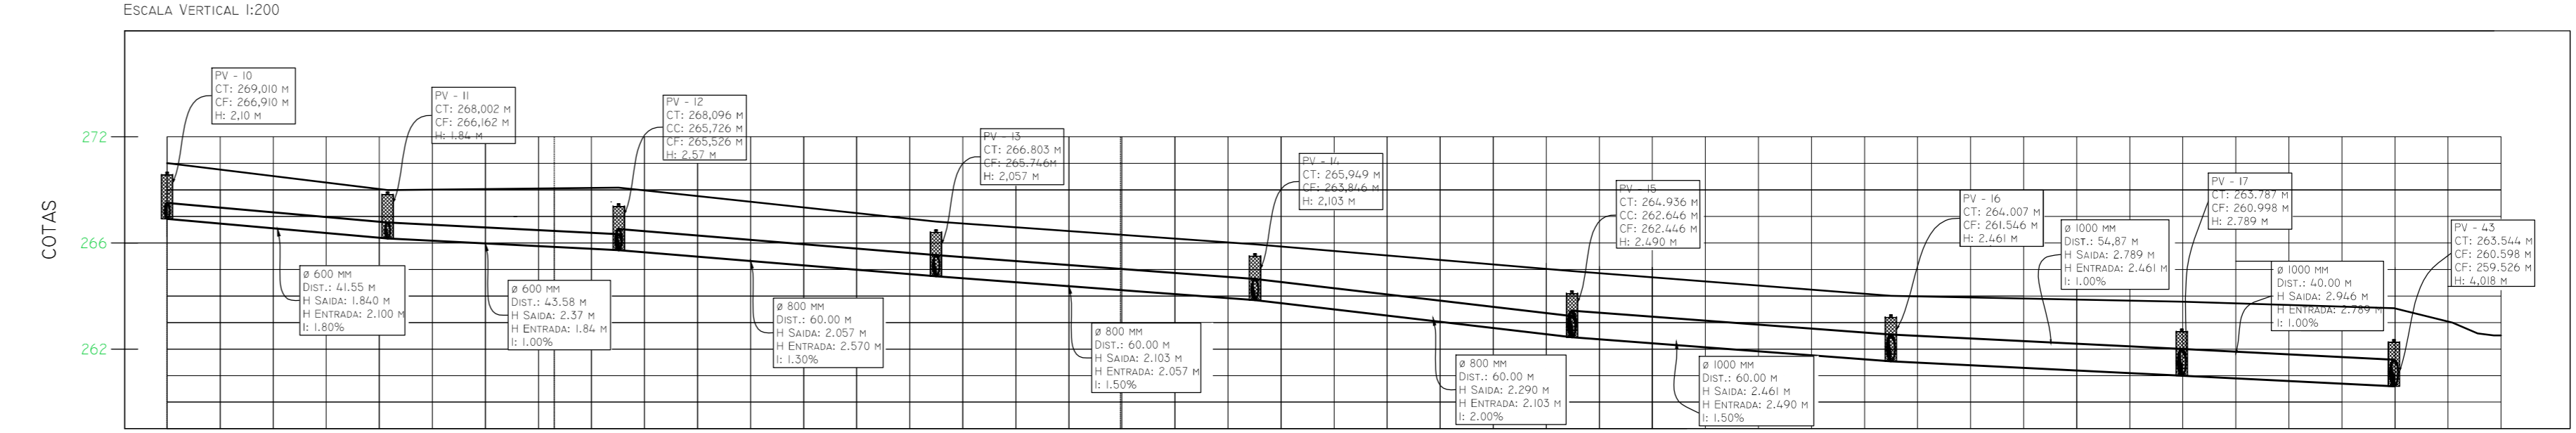 Escala Vertical 1:200
COTAS
272
266
262
PV - 10
CT: 269,010 M
CF: 266,910 M
H: 2,10 M
PV - 11
CT: 268,002 M
CF: 266,162 M
H: 1.84 M
PV - 12
CT: 268,096 M
CC: 265,726 M
CF: 265,526 M
H: 2.57 M
PV - 13
CT: 266.803 M
CF: 265.746M
H: 2,057 M
PV - 14
CT: 265,949 M
CF: 263,846 M
H: 2,103 M
PV - 15
CT: 264.936 M
CC: 262.646 M
CF: 262.446 M
H: 2.490 M
PV - 16
CT: 264.007 M
CF: 261.546 M
H: 2.461 M
PV - 17
CT: 263.787 M
CF: 260.998 M
H: 2.789 M
PV - 43
CT: 263.544 M
CF: 260.598 M
CF: 259.526 M
H: 4,018 M
Ø 600 MM
Dist.: 41.55 M
H Saida: 1.840 M
H Entrada: 2.100 M
I: 1.80%
Ø 600 MM
Dist.: 43.58 M
H Saida: 2.37 M
H Entrada: 1.84 M
I: 1.00%
Ø 800 MM
Dist.: 60.00 M
H Saida: 2.057 M
H Entrada: 2.570 M
I: 1.30%
Ø 800 MM
Dist.: 60.00 M
H Saida: 2.103 M
H Entrada: 2.057 M
I: 1.50%
Ø 800 MM
Dist.: 60.00 M
H Saida: 2.290 M
H Entrada: 2.103 M
I: 2.00%
Ø 1000 MM
Dist.: 60.00 M
H Saida: 2.461 M
H Entrada: 2.490 M
I: 1.50%
Ø 1000 MM
Dist.: 54,87 M
H Saida: 2.789 M
H Entrada: 2.461 M
I: 1.00%
Ø 1000 MM
Dist.: 40.00 M
H Saida: 2.946 M
H Entrada: 2.789 M
I: 1.00%